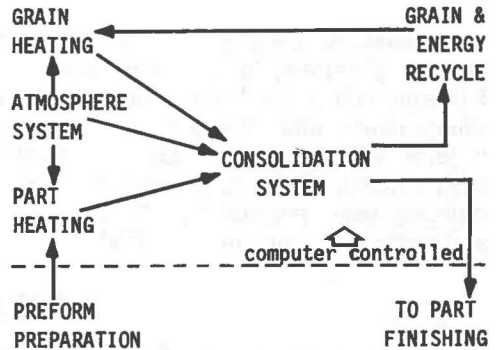 GRAIN
HEATING
GRAIN &
ENERGY
RECYCLE
ATMOSPHERE
SYSTEM
CONSOLIDATION
SYSTEM
PART
HEATING
computer controlled
PREFORM
PREPARATION
TO PART
FINISHING